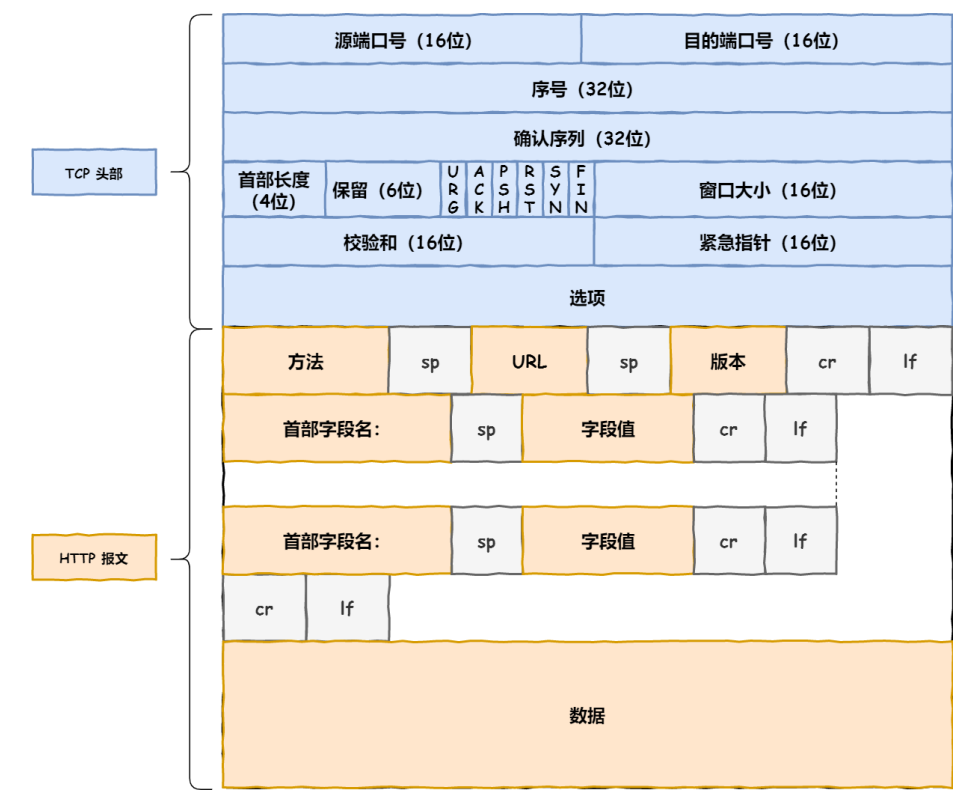 源端口号 (16位) 目的端口号 (16位)
序号 (32位)
确认序列 (32位)
TCP 头部
首部长度
(4位)
保留 (6位)
URG
ACK
PSH
RST
SYN
FIN
窗口大小 (16位)
校验和 (16位) 紧急指针 (16位)
选项
方法 sp URL sp 版本 cr lf
首部字段名: sp 字段值 cr lf
HTTP 报文
首部字段名: sp 字段值 cr lf
cr lf
数据